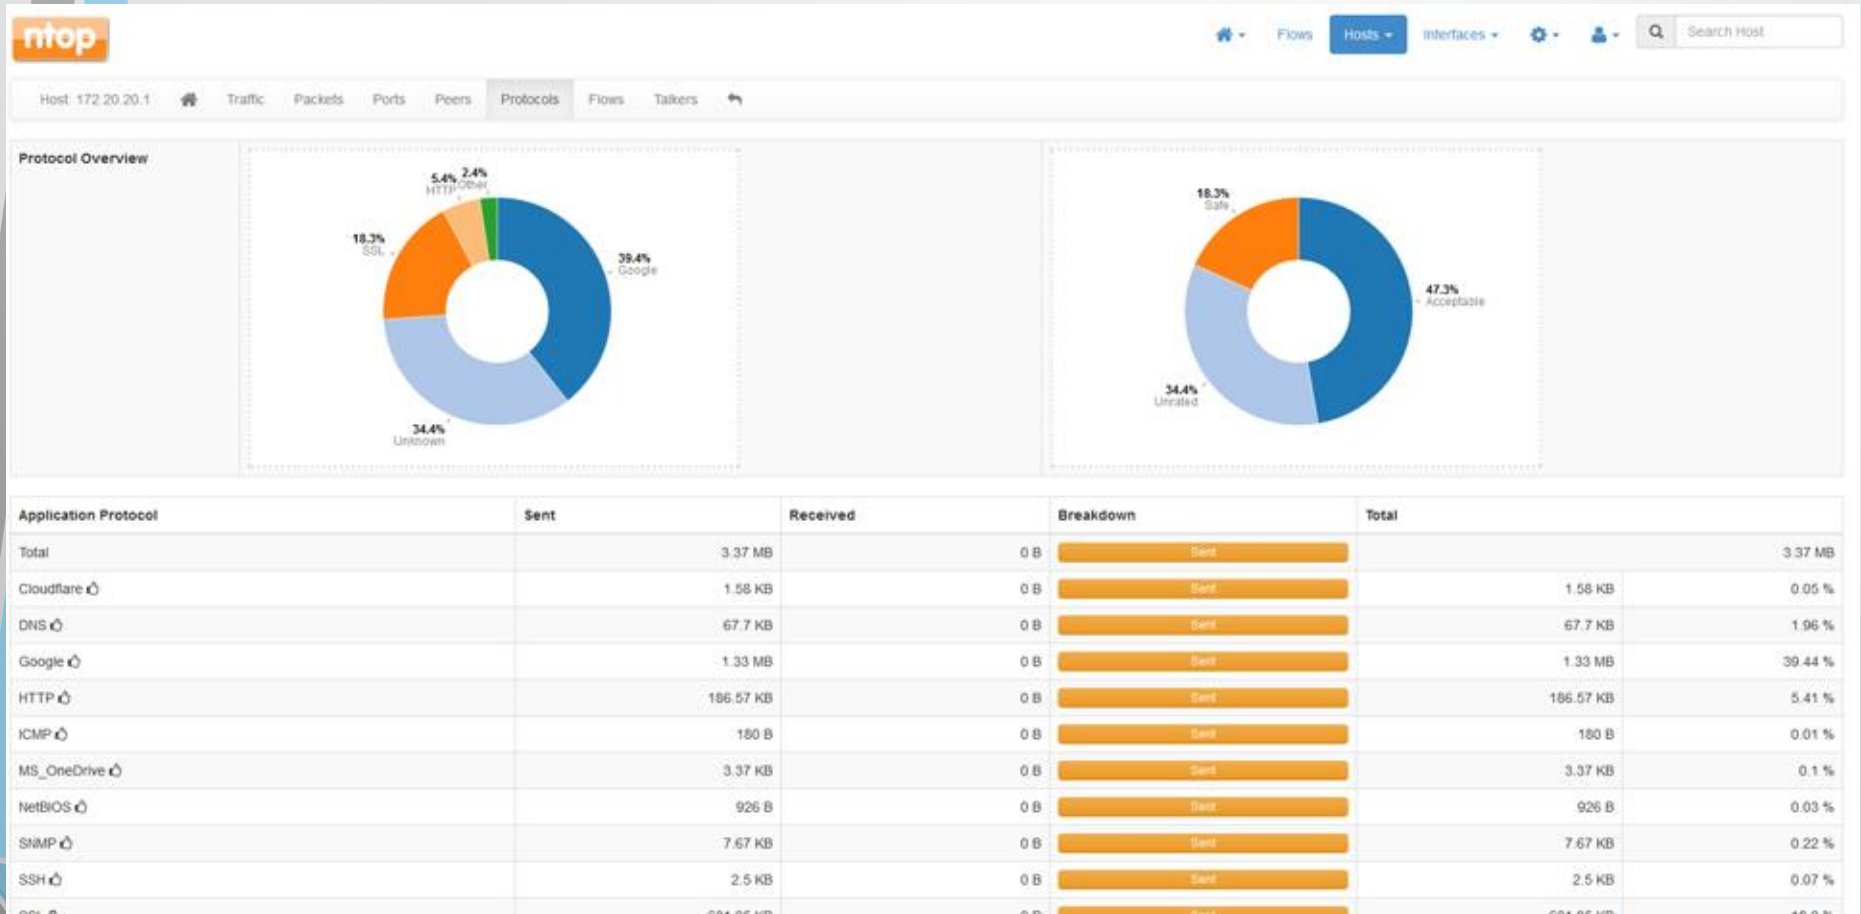 ntop
Flows Hosts Interfaces Search Host
Host: 172.20.20.1 Traffic Packets Ports Peers Protocols Flows Talkers
Protocol Overview
5.4% HTTP
2.4% Other
18.3% SSL
39.4% Google
34.4% Unknown
18.3% Safe
47.3% Acceptable
34.4% Unrated
Application Protocol Sent Received Breakdown Total
Total 3.37 MB 0 B Sent 3.37 MB
Cloudflare 1.58 KB 0 B Sent 1.58 KB 0.05 %
DNS 67.7 KB 0 B Sent 67.7 KB 1.96 %
Google 1.33 MB 0 B Sent 1.33 MB 39.44 %
HTTP 186.57 KB 0 B Sent 186.57 KB 5.41 %
ICMP 180 B 0 B Sent 180 B 0.01 %
MS_OneDrive 3.37 KB 0 B Sent 3.37 KB 0.1 %
NetBIOS 926 B 0 B Sent 926 B 0.03 %
SNMP 7.67 KB 0 B Sent 7.67 KB 0.22 %
SSH 2.5 KB 0 B Sent 2.5 KB 0.07 %